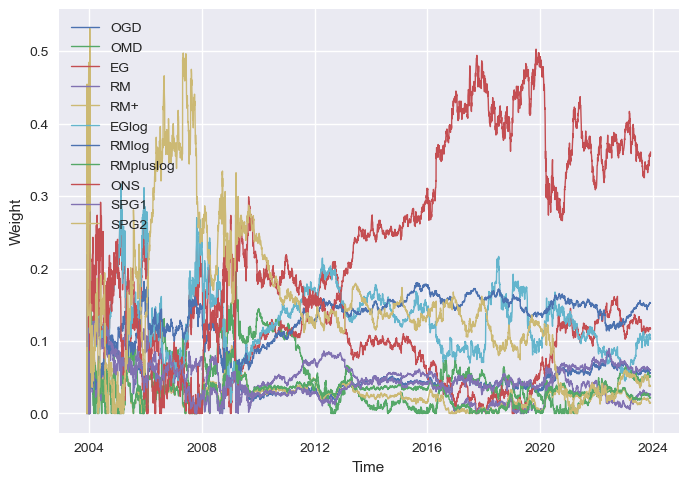 OGD
OMD
EG
RM
RM+
EGlog
RMlog
RMpluslog
ONS
SPG1
SPG2
Weight
0.5
0.4
0.3
0.2
0.1
0.0
2004 2008 2012 2016 2020 2024
Time